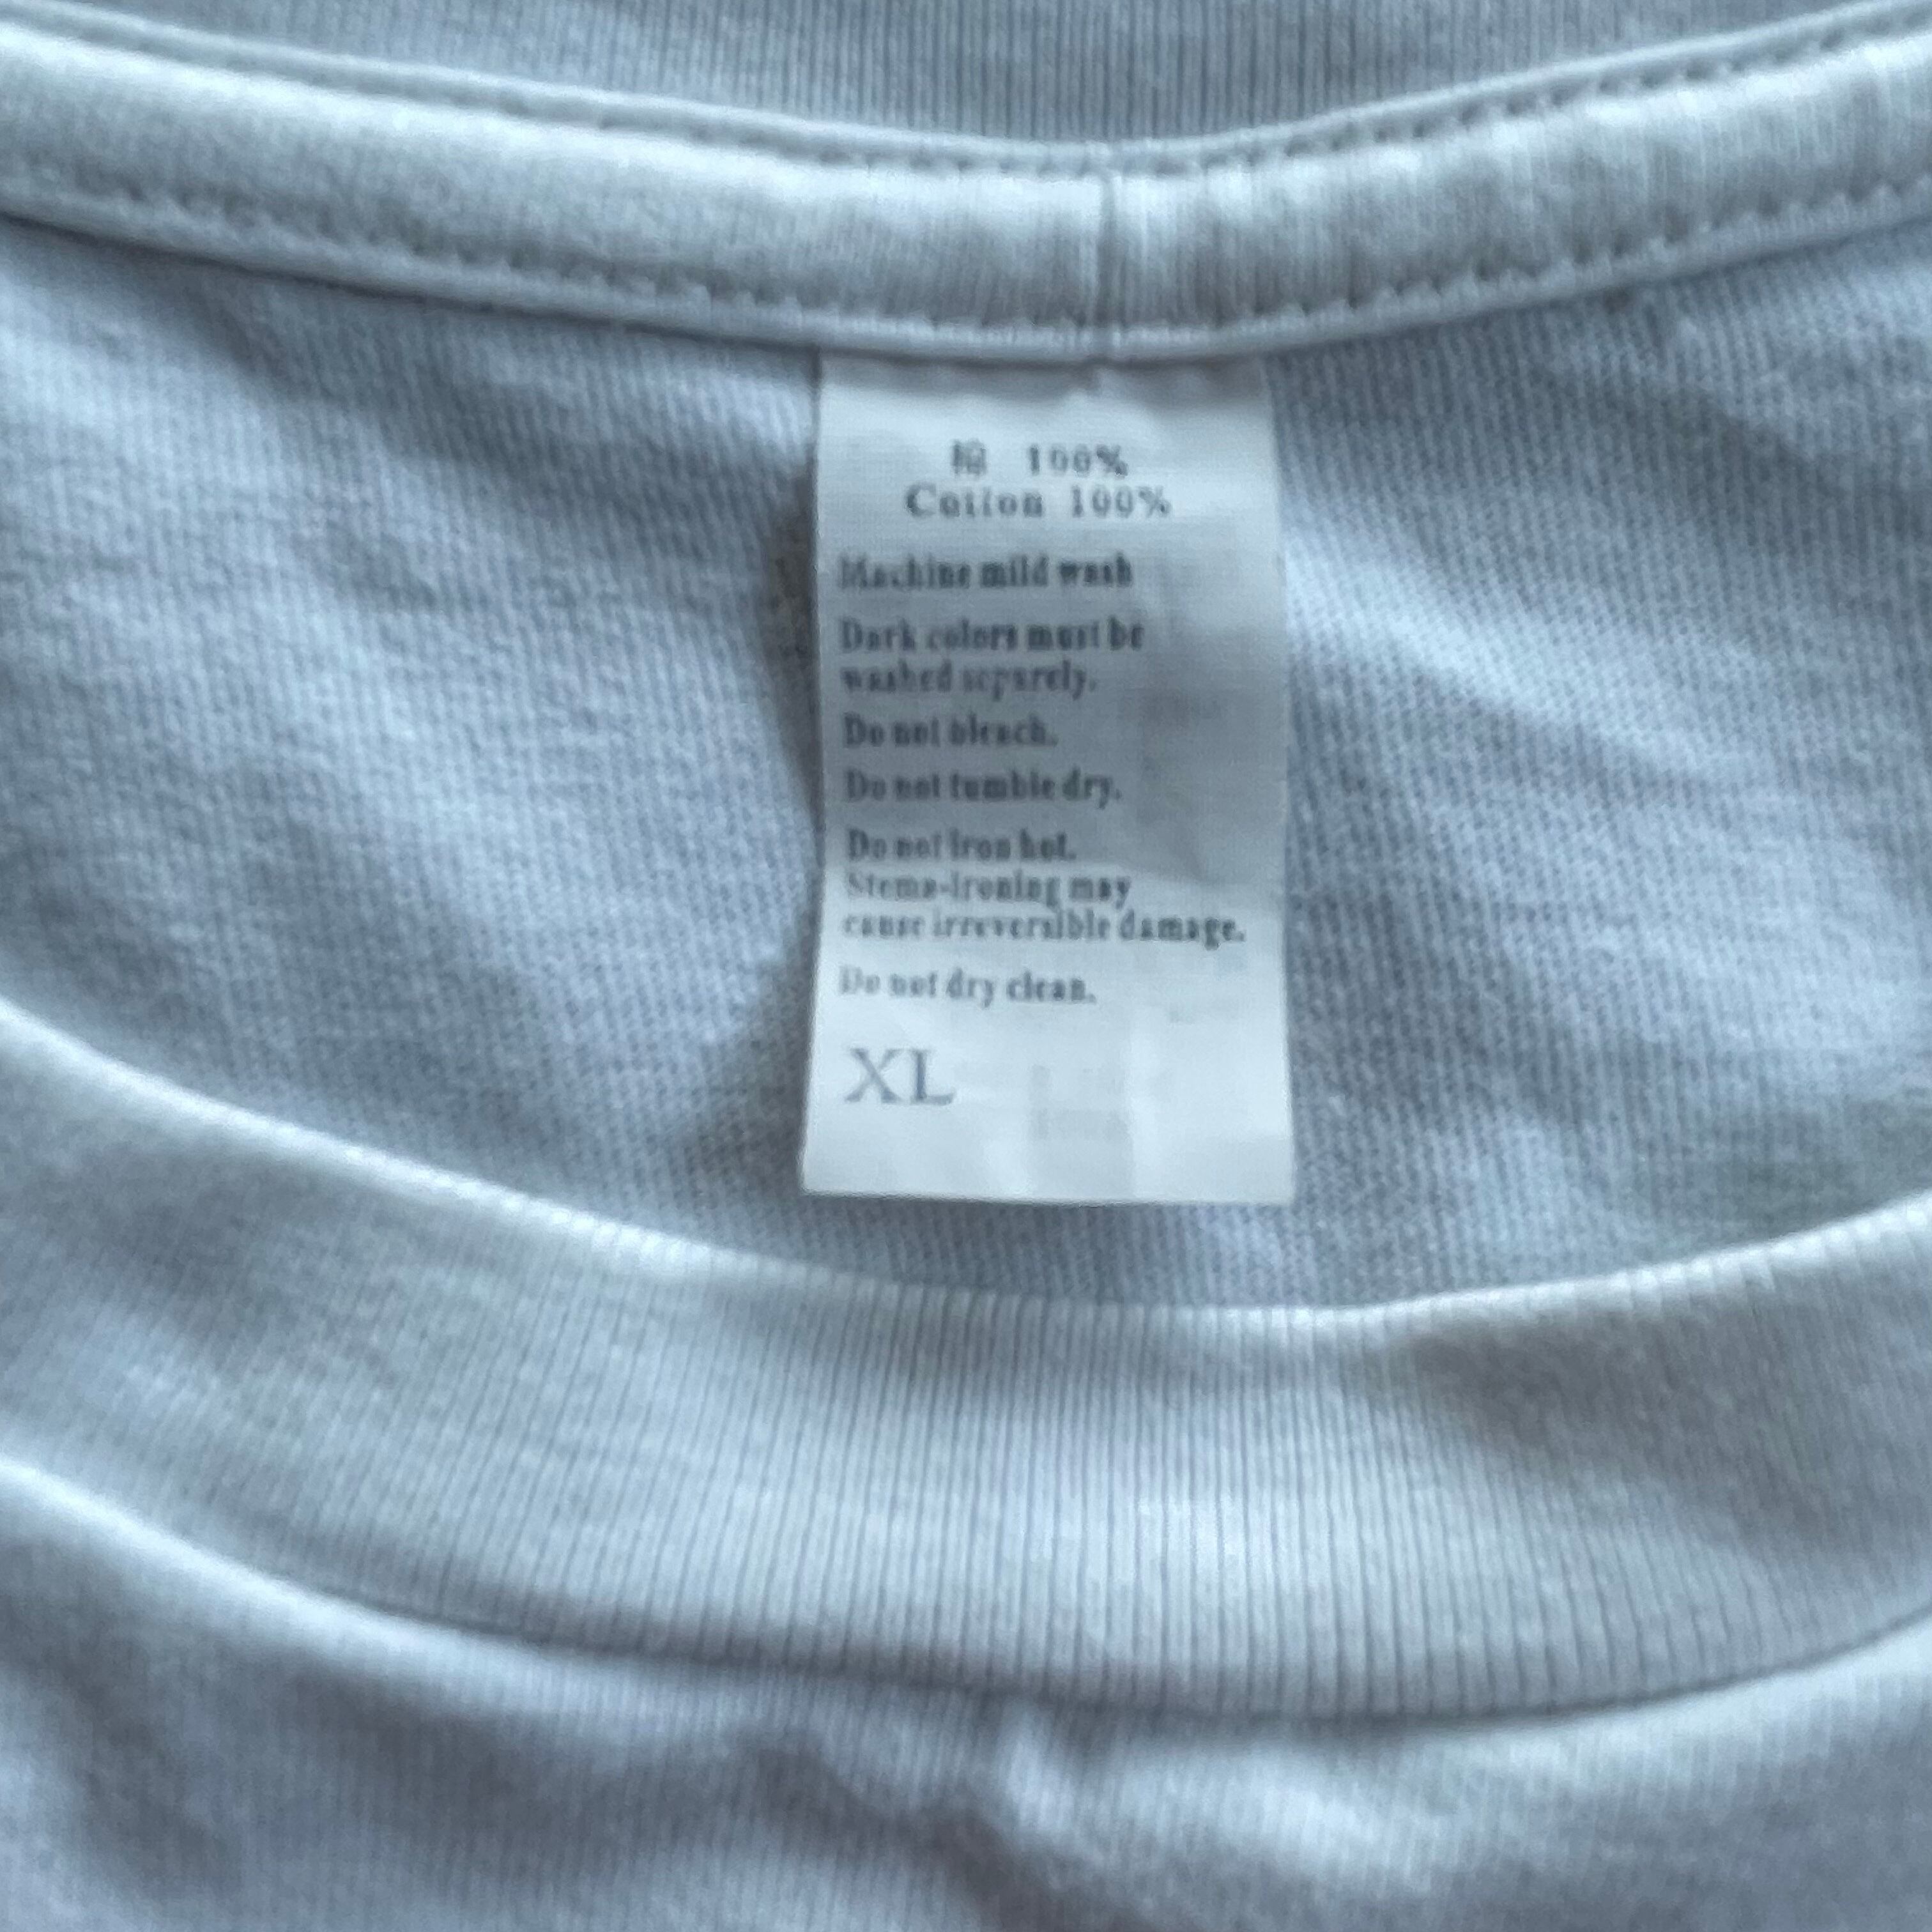 棉 100%
Cotton 100%
Machine mild wash
Dark colors must be
washed separely.
Do not bleach.
Do not tumble dry.
Do not iron hot.
Stema-ironing may
cause irreversible damage.
Do not dry clean.
XL